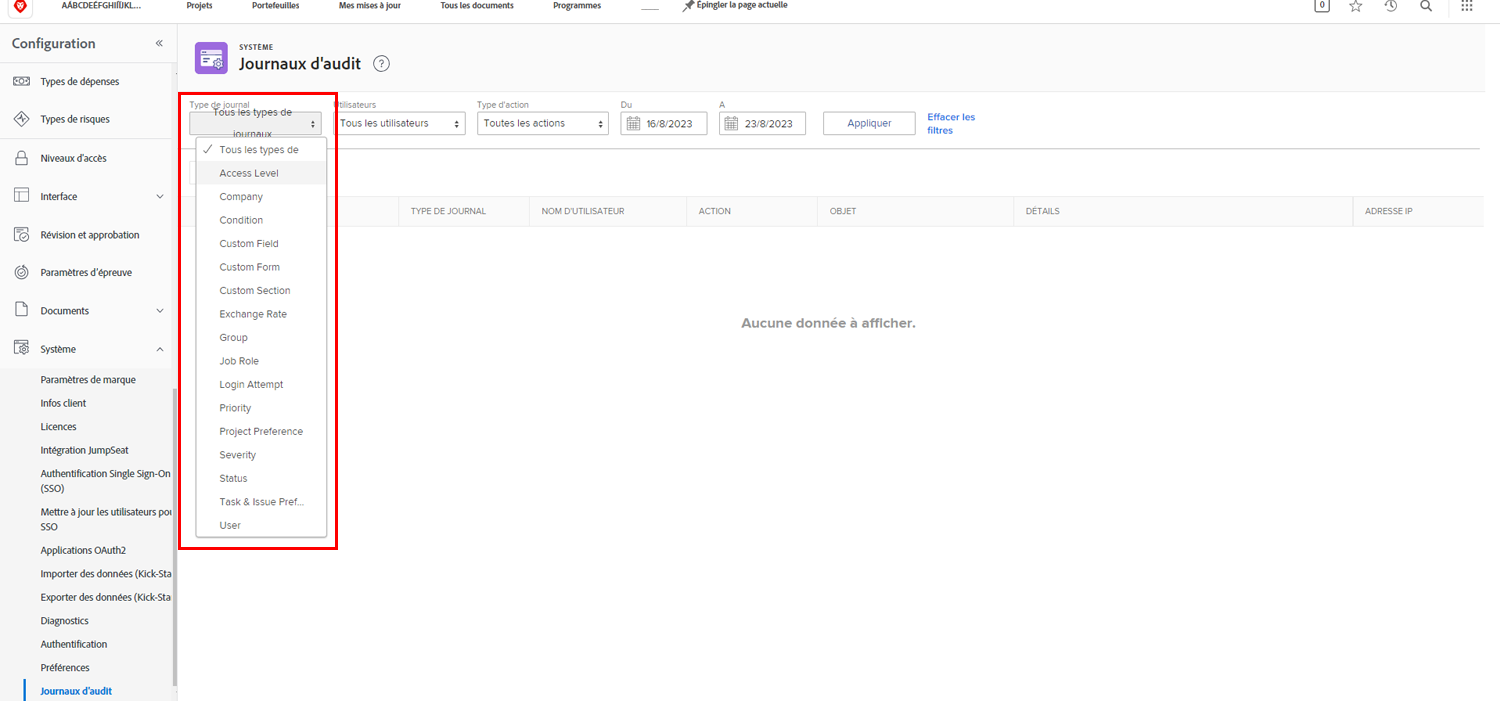 AÁBCDEÉFGHIÍJKL...
Projets
Portefeuilles
Mes mises à jour
Tous les documents
Programmes
Épingler la page actuelle
0
Configuration
Types de dépenses
Types de risques
Niveaux d'accès
Interface
Révision et approbation
Paramètres d'épreuve
Documents
Système
Paramètres de marque
Infos client
Licences
Intégration JumpSeat
Authentification Single Sign-On
(SSO)
Mettre à jour les utilisateurs pou
SSO
Applications OAuth2
Importer des données (Kick-Sta
Exporter des données (Kick-Sta
Diagnostics
Authentification
Préférences
Journaux d'audit
SYSTÈME
Journaux d'audit
?
Type de journal
Tous les types de
journaux
Utilisateurs
Tous les utilisateurs
Type d'action
Toutes les actions
Du
16/8/2023
A
23/8/2023
Appliquer
Effacer les
filtres
Tous les types de
Access Level
Company
Condition
Custom Field
Custom Form
Custom Section
Exchange Rate
Group
Job Role
Login Attempt
Priority
Project Preference
Severity
Status
Task & Issue Pref...
User
TYPE DE JOURNAL
NOM D'UTILISATEUR
ACTION
OBJET
DÉTAILS
ADRESSE IP
Aucune donnée à afficher.